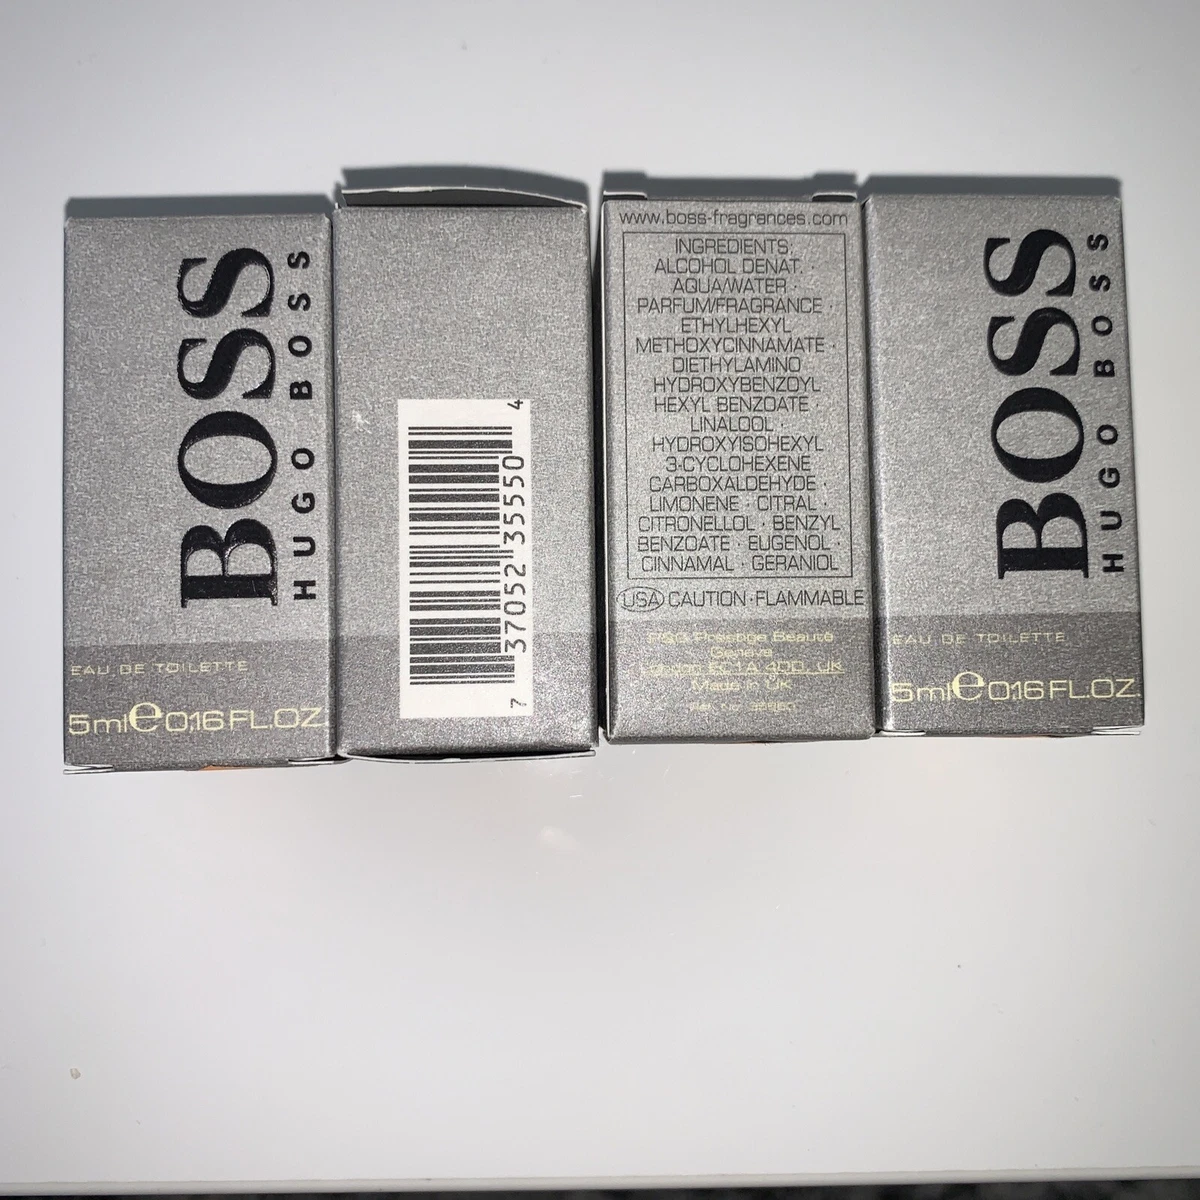 BOSS
HUGO BOSS
EAU DE TOILETTE
5ml e 0.16 FL.OZ.
7 37052 35550 4
www.boss-fragrances.com
INGREDIENTS:
ALCOHOL DENAT. ·
AQUA/WATER ·
PARFUM/FRAGRANCE ·
ETHYLHEXYL
METHOXYCINNAMATE ·
DIETHYLAMINO
HYDROXYBENZOYL
HEXYL BENZOATE ·
LINALOOL ·
HYDROXYISOHEXYL
3-CYCLOHEXENE
CARBOXALDEHYDE ·
LIMONENE · CITRAL ·
CITRONELLOL · BENZYL
BENZOATE · EUGENOL ·
CINNAMAL · GERANIOL
USA CAUTION·FLAMMABLE
P&G Prestige Beauté
Geneva
London EC1A 4DD, UK
Made in UK
Ref. No.
BOSS
HUGO BOSS
EAU DE TOILETTE
5ml e 0.16 FL.OZ.